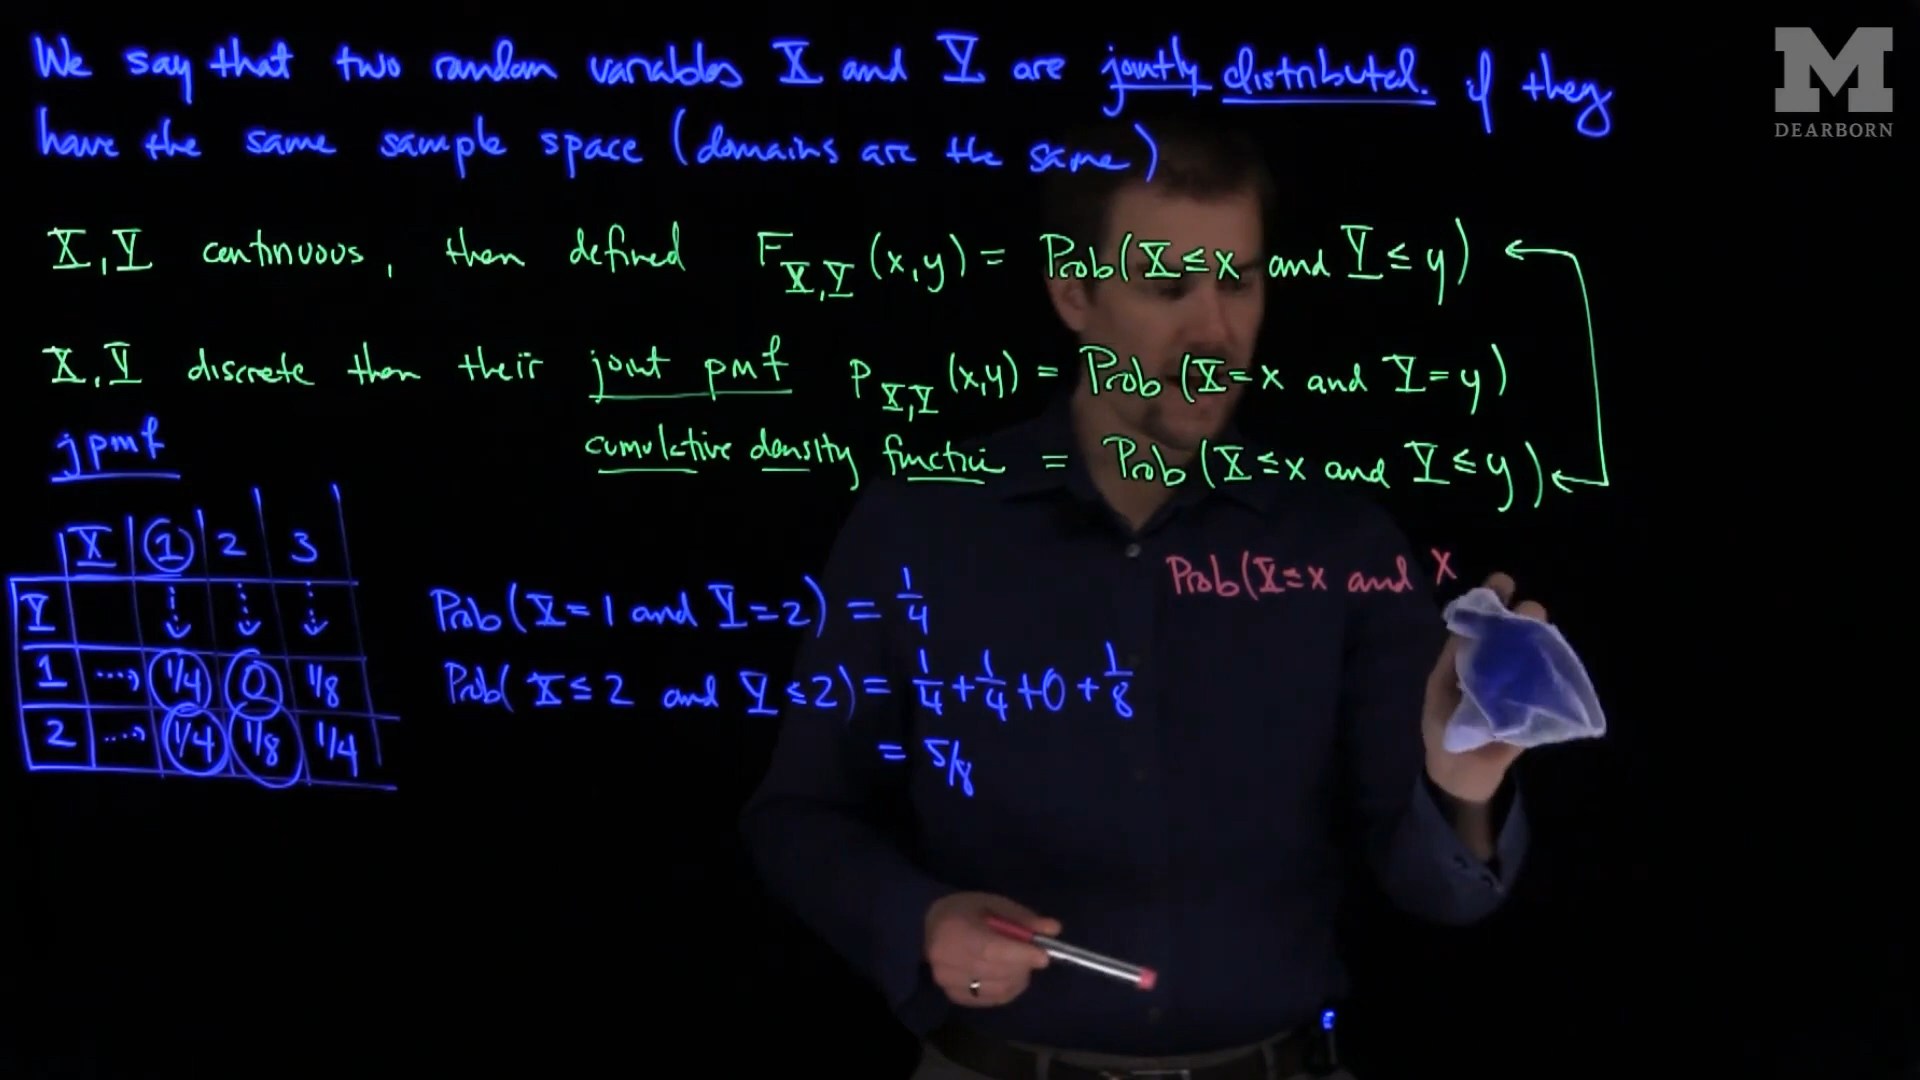 We say that two random variables X and Y are jointly distributed. if they
have the same sample space (domains are the same)
X, Y continuous, then defined F_X,Y (x,y) = Prob(X ≤ x and Y ≤ y)
X, Y discrete then their joint pmf P_X,Y (x,y) = Prob (X = x and Y = y)
cumulative density functi = Prob (X ≤ x and Y ≤ y)
jpmf
X 1 2 3
Y
1 1/4 0 1/8
2 1/4 1/8 1/4
Prob(X = 1 and Y = 2) = 1/4
Prob(X ≤ 2 and Y ≤ 2) = 1/4 + 1/4 + 0 + 1/8
= 5/8
Prob(X = x and X
M
DEARBORN